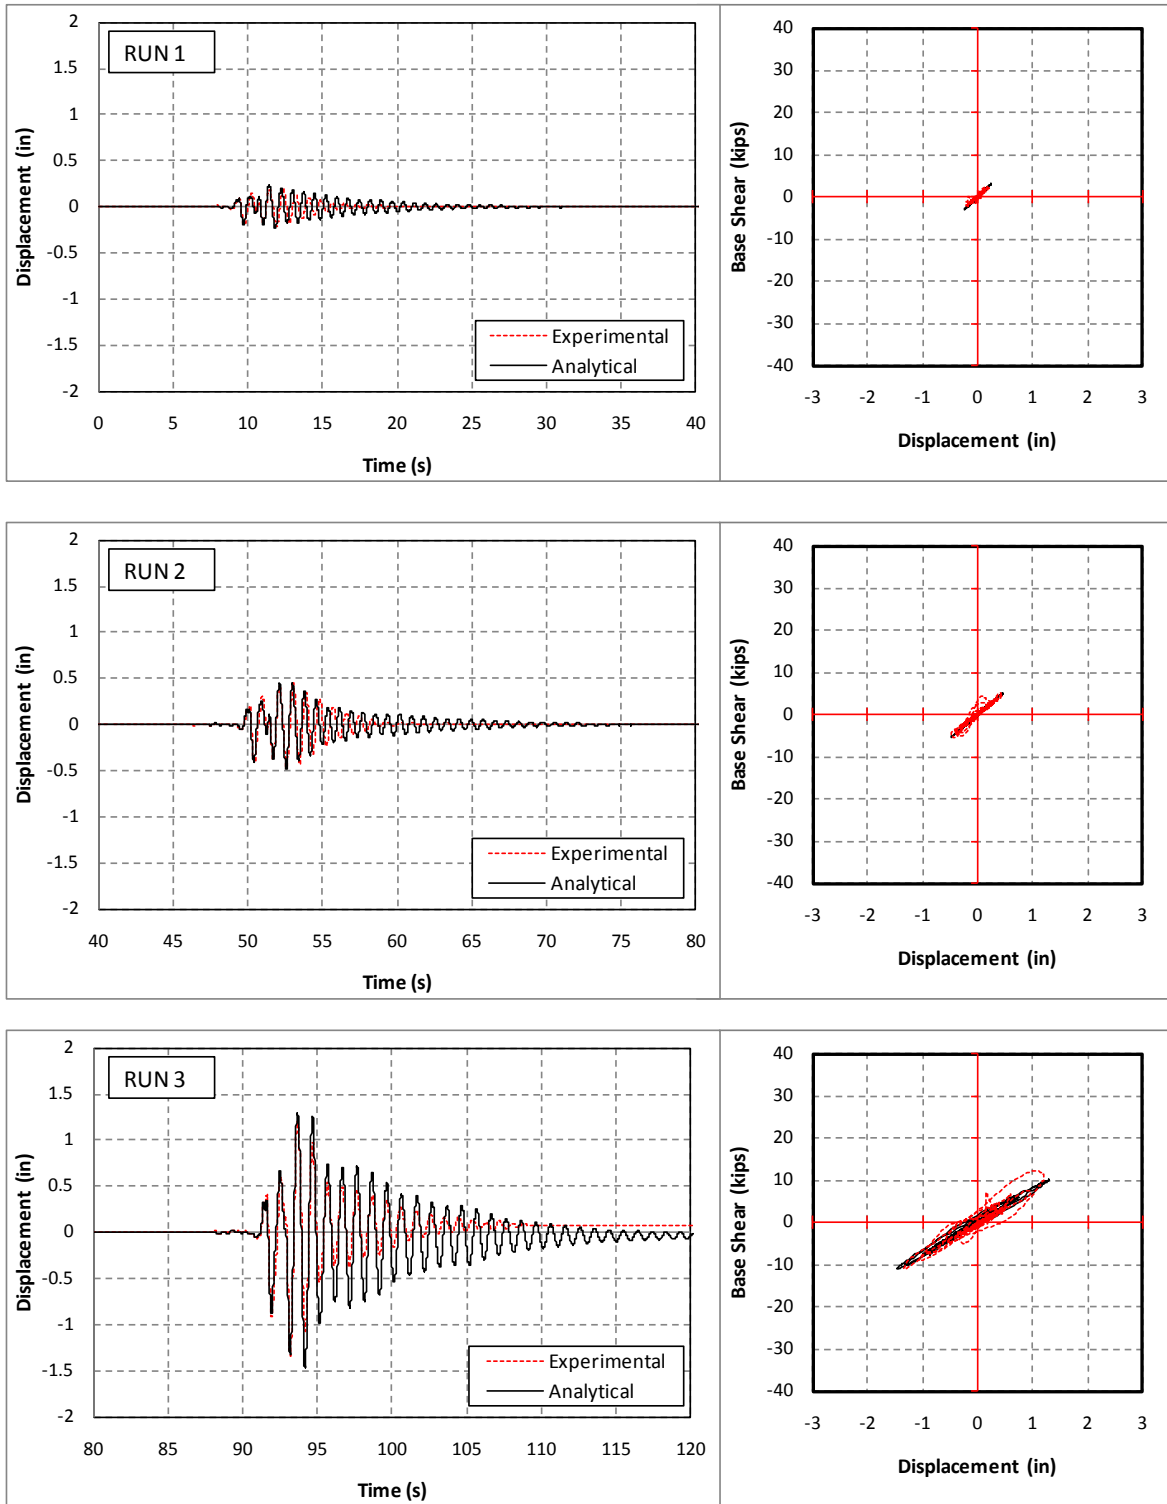 RUN 1
2
1.5
1
0.5
0
-0.5
-1
-1.5
-2
Displacement (in)
Experimental
Analytical
0 5 10 15 20 25 30 35 40
Time (s)
40
30
20
10
0
-10
-20
-30
-40
Base Shear (kips)
-3 -2 -1 0 1 2 3
Displacement (in)
RUN 2
2
1.5
1
0.5
0
-0.5
-1
-1.5
-2
Displacement (in)
Experimental
Analytical
40 45 50 55 60 65 70 75 80
Time (s)
40
30
20
10
0
-10
-20
-30
-40
Base Shear (kips)
-3 -2 -1 0 1 2 3
Displacement (in)
RUN 3
2
1.5
1
0.5
0
-0.5
-1
-1.5
-2
Displacement (in)
Experimental
Analytical
80 85 90 95 100 105 110 115 120
Time (s)
40
30
20
10
0
-10
-20
-30
-40
Base Shear (kips)
-3 -2 -1 0 1 2 3
Displacement (in)